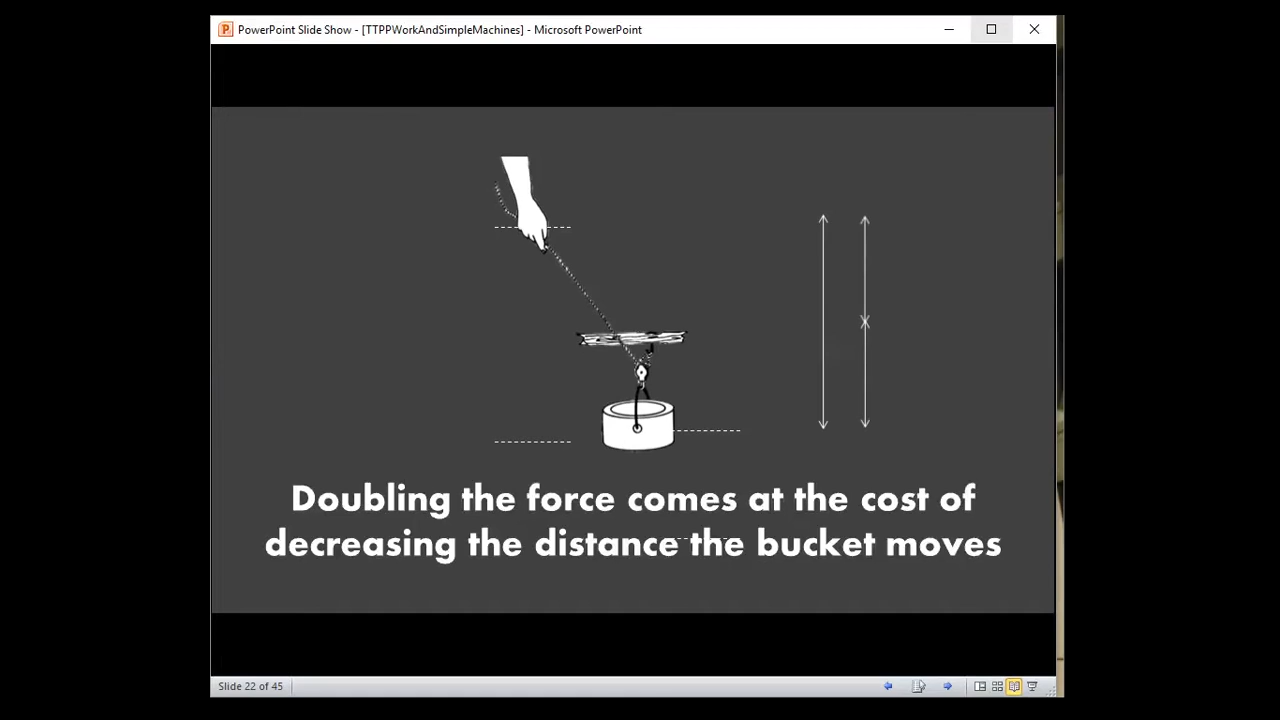 PowerPoint Slide Show - [TTPPWorkAndSimpleMachines] - Microsoft PowerPoint
Doubling the force comes at the cost of
decreasing the distance the bucket moves
Slide 22 of 45